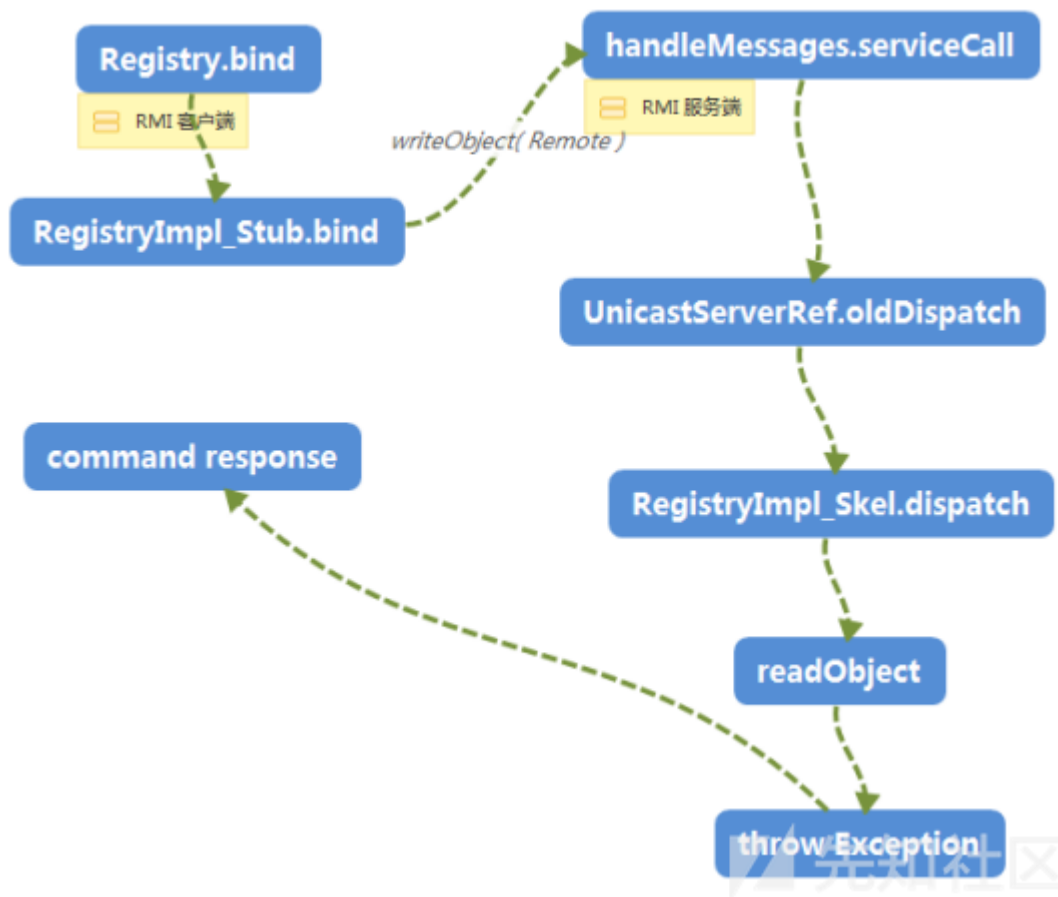 Registry.bind
RMI 客户端
handleMessages.serviceCall
RMI 服务端
writeObject( Remote )
RegistryImpl_Stub.bind
UnicastServerRef.oldDispatch
command response
RegistryImpl_Skel.dispatch
readObject
throw Exception
先知社区